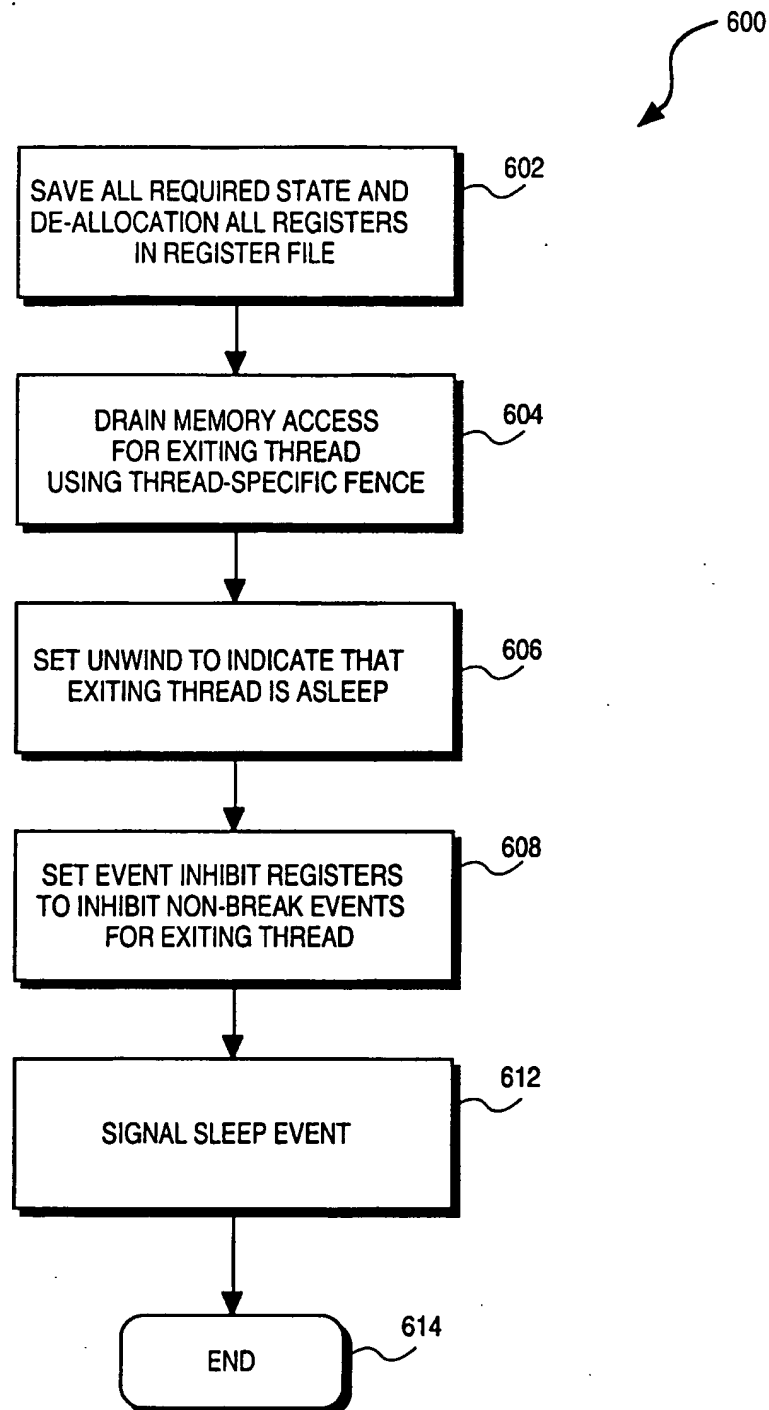 600
SAVE ALL REQUIRED STATE AND
DE-ALLOCATION ALL REGISTERS
IN REGISTER FILE
602
DRAIN MEMORY ACCESS
FOR EXITING THREAD
USING THREAD-SPECIFIC FENCE
604
SET UNWIND TO INDICATE THAT
EXITING THREAD IS ASLEEP
606
SET EVENT INHIBIT REGISTERS
TO INHIBIT NON-BREAK EVENTS
FOR EXITING THREAD
608
SIGNAL SLEEP EVENT
612
END
614